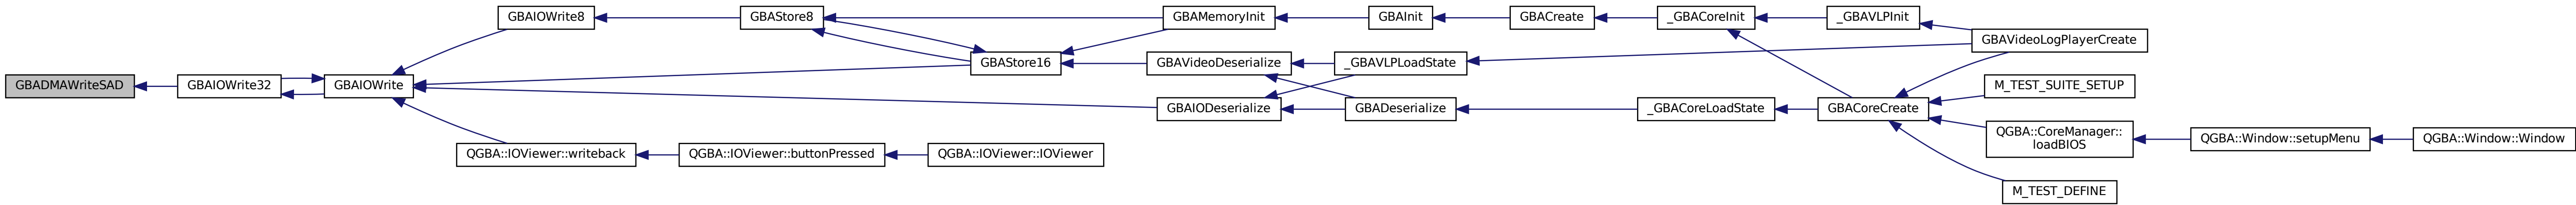 GBADMAWriteSAD
GBAIOWrite32
GBAIOWrite
GBAIOWrite8
GBAStore8
GBAStore16
GBAMemoryInit
GBAInit
GBACreate
_GBACoreInit
_GBAVLPInit
GBAVideoLogPlayerCreate
GBAVideoDeserialize
_GBAVLPLoadState
GBAIODeserialize
GBADeserialize
_GBACoreLoadState
GBACoreCreate
M_TEST_SUITE_SETUP
QGBA::CoreManager::
loadBIOS
QGBA::Window::setupMenu
QGBA::Window::Window
M_TEST_DEFINE
QGBA::IOViewer::writeback
QGBA::IOViewer::buttonPressed
QGBA::IOViewer::IOViewer